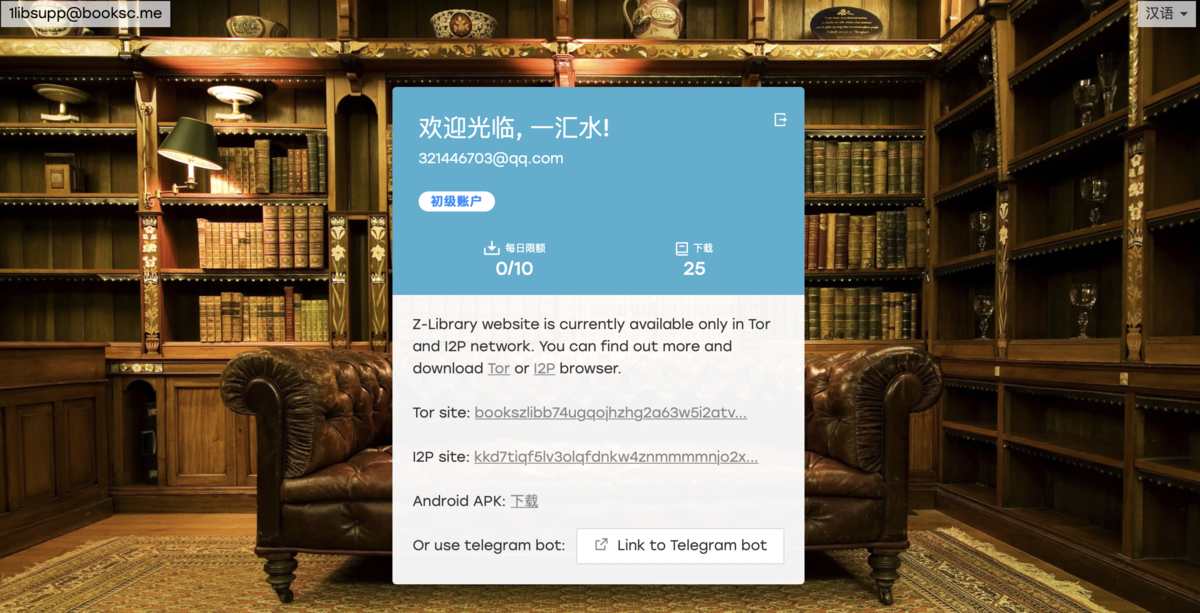 1libsupp@booksc.me
汉语
欢迎光临, 一汇水!
321446703@qq.com
初级账户
每日限额
0/10
下载
25
Z-Library website is currently available only in Tor
and I2P network. You can find out more and
download Tor or I2P browser.
Tor site: bookszlibb74ugqojhzhg2a63w5i2atv...
I2P site: kkd7tiqf5lv3olqfdnkw4znmmmmnjo2x...
Android APK: 下载
Or use telegram bot: Link to Telegram bot